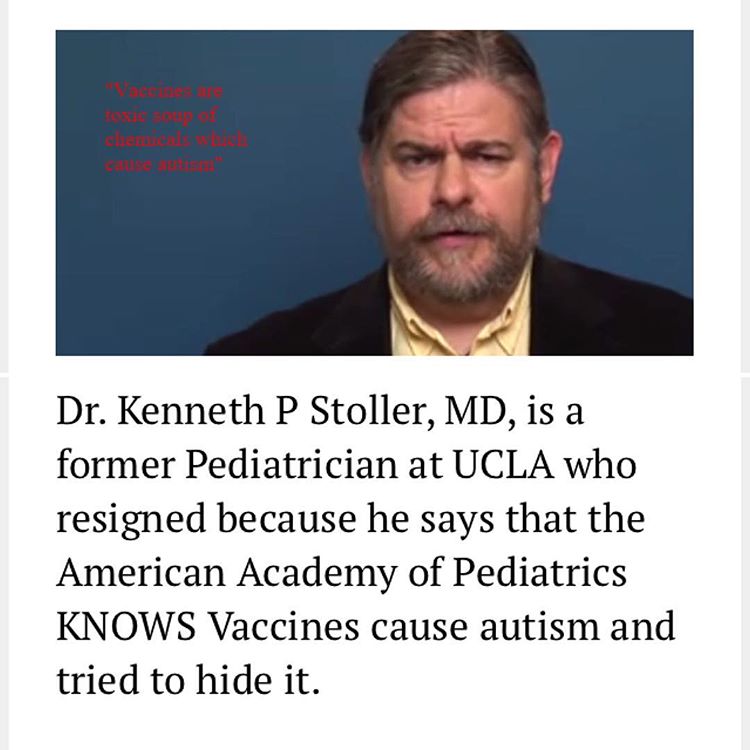 "Vaccines are
toxic soup of
chemicals which
cause autism"
Dr. Kenneth P Stoller, MD, is a
former Pediatrician at UCLA who
resigned because he says that the
American Academy of Pediatrics
KNOWS Vaccines cause autism and
tried to hide it.